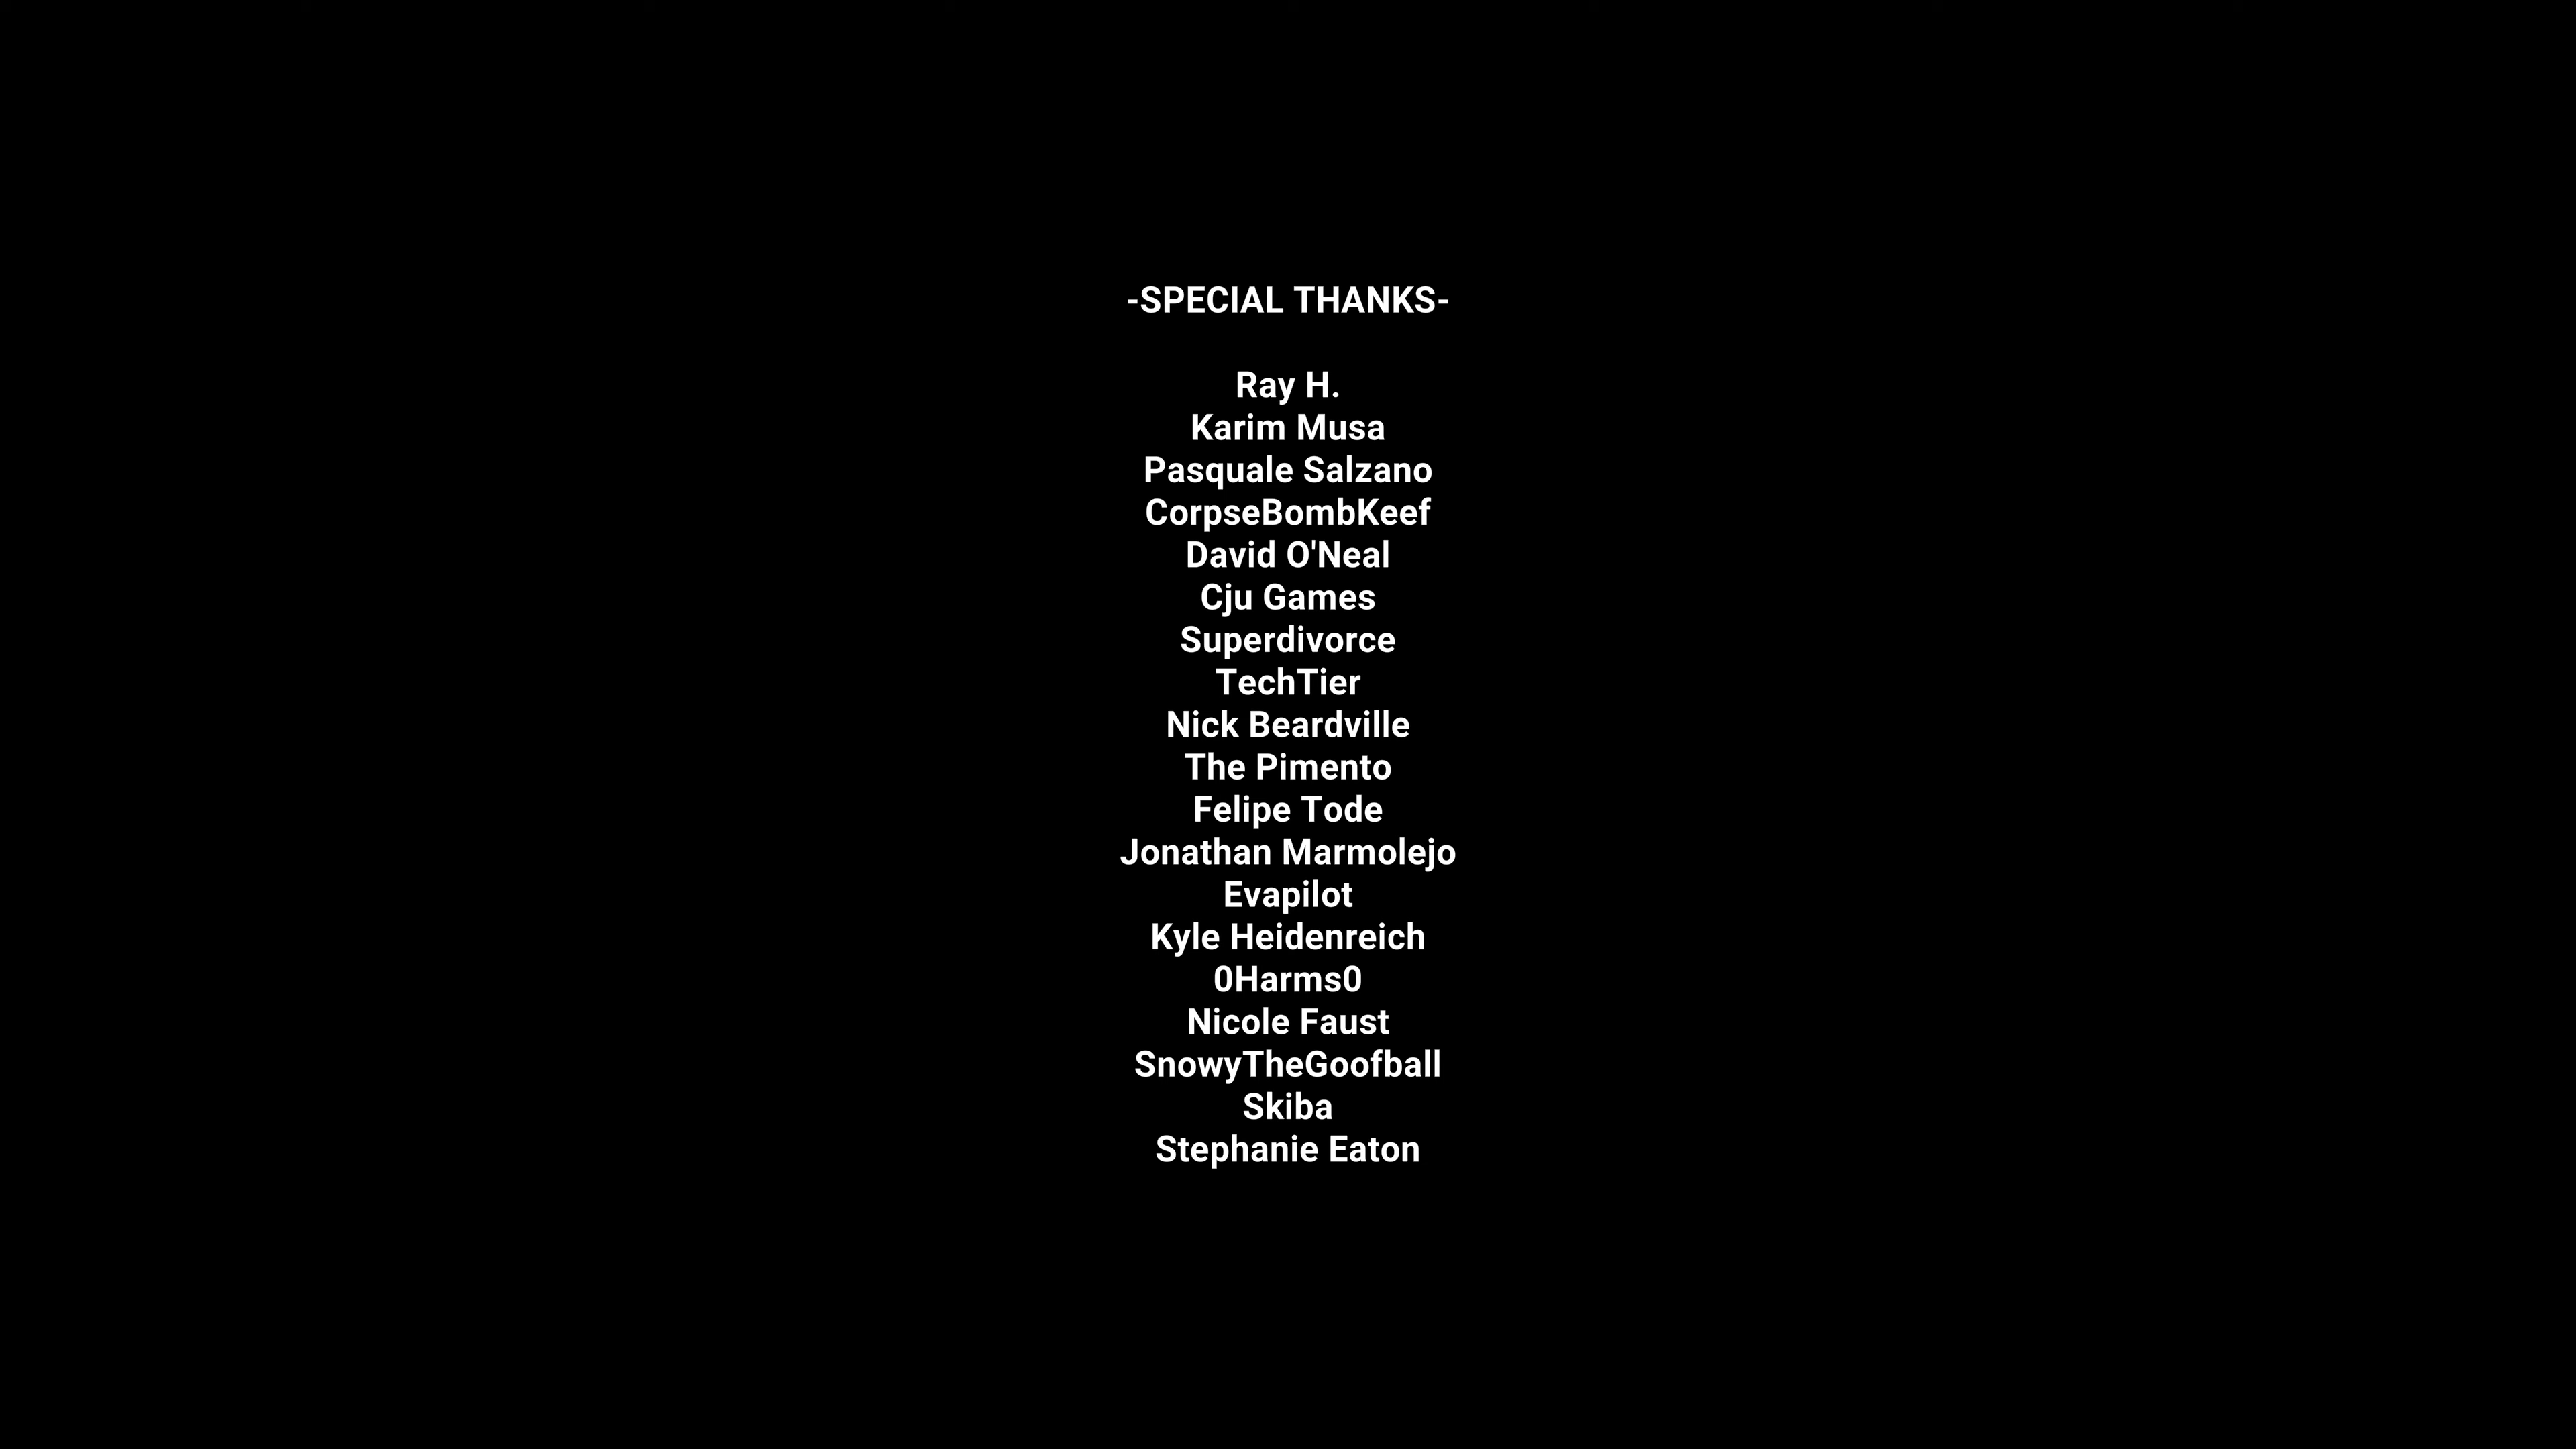 -SPECIAL THANKS-
Ray H.
Karim Musa
Pasquale Salzano
CorpseBombKeef
David O'Neal
Cju Games
Superdivorce
TechTier
Nick Beardville
The Pimento
Felipe Tode
Jonathan Marmolejo
Evapilot
Kyle Heidenreich
0Harms0
Nicole Faust
SnowyTheGoofball
Skiba
Stephanie Eaton